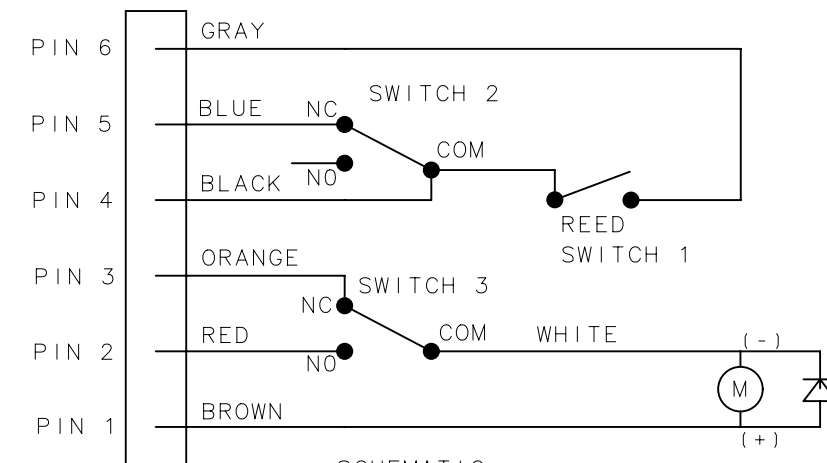 PIN 6 GRAY
SWITCH 2
PIN 5 BLUE NC
COM
NO
PIN 4 BLACK
REED
SWITCH 1
PIN 3 ORANGE
SWITCH 3
NC
PIN 2 RED COM WHITE (-)
NO
M
PIN 1 BROWN
(+)
SCHEMATIC